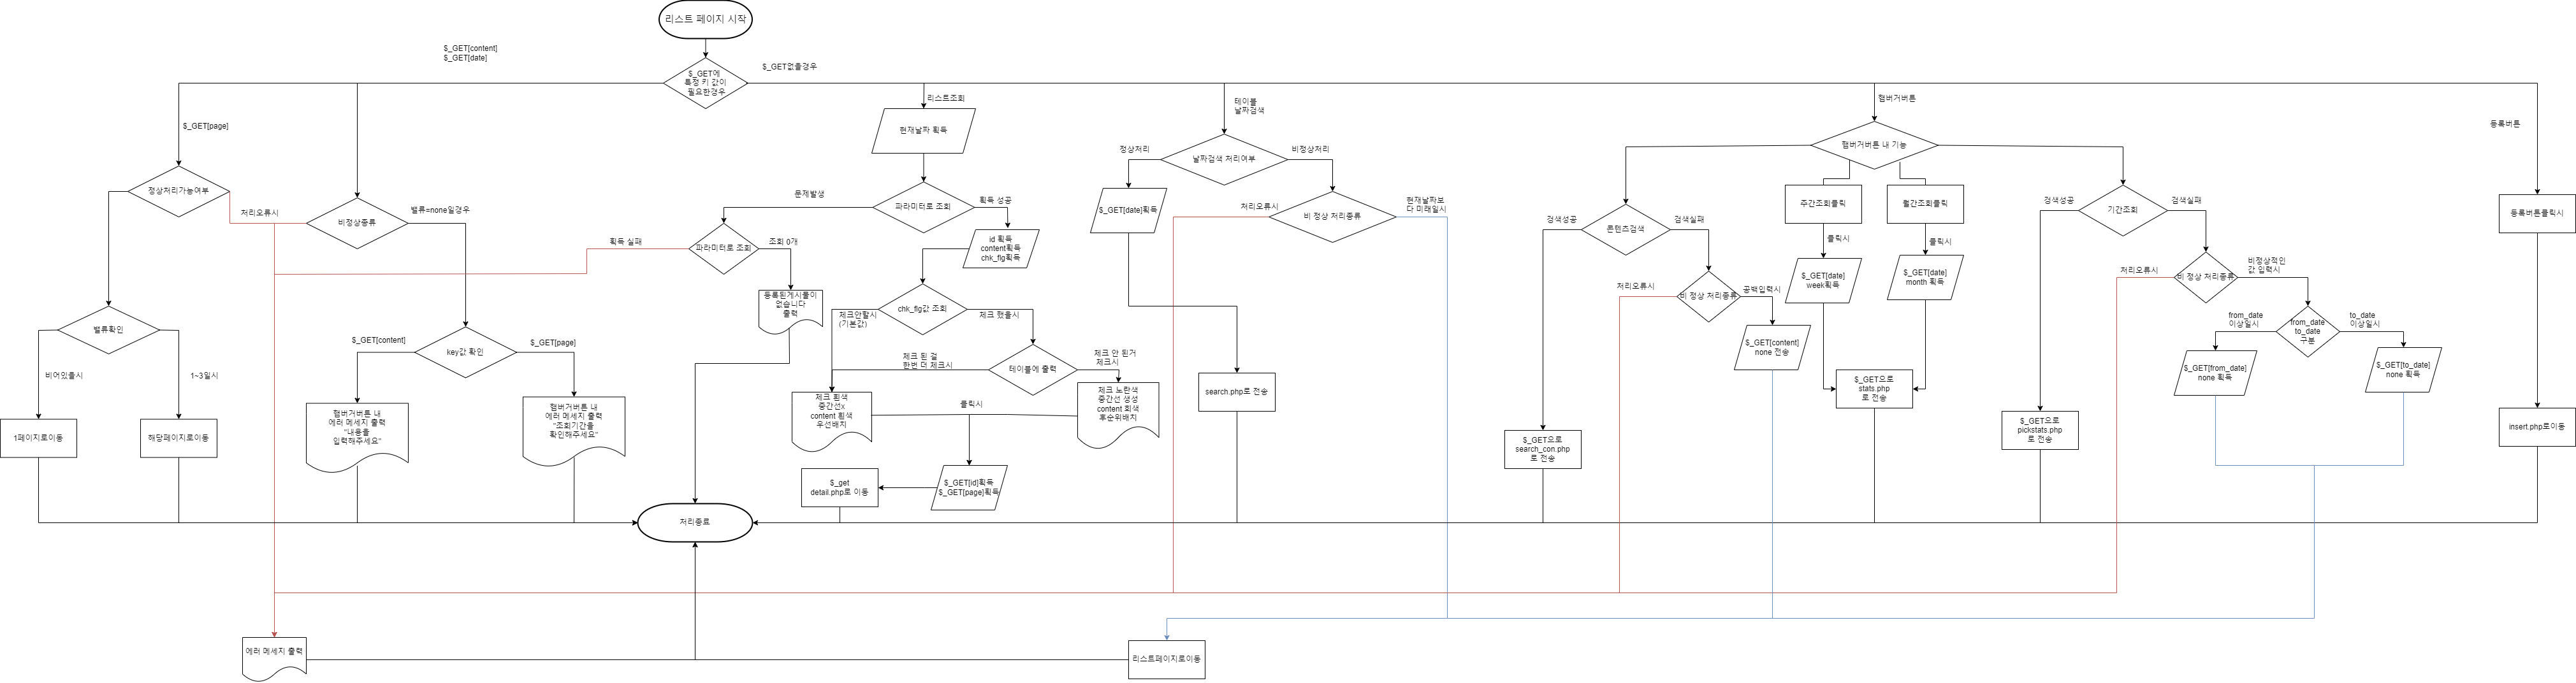 리스트 페이지 시작
$_GET[content]
$_GET[date]
$_GET에
특정 키 값이
필요한경우
$_GET없을경우
$_GET[page]
리스트조회
테이블
날짜검색
햄버거버튼
등록버튼
현재날짜 획득
정상처리
날짜검색 처리여부
비정상처리
햄버거버튼 내 기능
정상처리가능여부
처리오류시
비정상종류
밸류=none일경우
문제발생
파라미터로 조회
획득 성공
$_GET[date]획득
처리오류시
비 정상 처리종류
현재날짜보
다 미래일시
검색성공
콘텐츠검색
검색실패
주간조회클릭
월간조회클릭
검색성공
기간조회
검색실패
등록버튼클릭시
획득 실패
파라미터로 조회
조회 0개
id 획득
content획득
chk_flg획득
클릭시
클릭시
처리오류시
비 정상 처리종류
공백입력시
$_GET[date]
week획득
$_GET[date]
month 획득
처리오류시
비 정상 처리종류
비정상적인
값 입력시
등록된게시물이
없습니다
출력
체크안할시
(기본값)
chk_flg값 조회
체크 했을시
밸류확인
비어있을시
1~3일시
$_GET[content]
key값 확인
$_GET[page]
$_GET[content]
none 전송
from_date
이상일시
from_date
to_date
구분
to_date
이상일시
체크 된 걸
한번 더 체크시
테이블에 출력
체크 안 된거
체크시
$_GET[from_date]
none 획득
$_GET[to_date]
none 획득
search.php로 전송
$_GET으로
stats.php
로 전송
체크 흰색
중간선x
content 흰색
우선배치
클릭시
체크 노란색
중간선 생성
content 회색
후순위배치
1페이지로이동
해당페이지로이동
햄버거버튼 내
에러 메세지 출력
"내용을
입력해주세요"
햄버거버튼 내
에러 메세지 출력
"조회기간을
확인해주세요"
$_GET으로
search_con.php
로 전송
$_GET으로
pickstats.php
로 전송
insert.php로이동
$_get
detail.php로 이동
$_GET[id]획득
$_GET[page]획득
처리종료
에러 메세지 출력
리스트페이지로이동